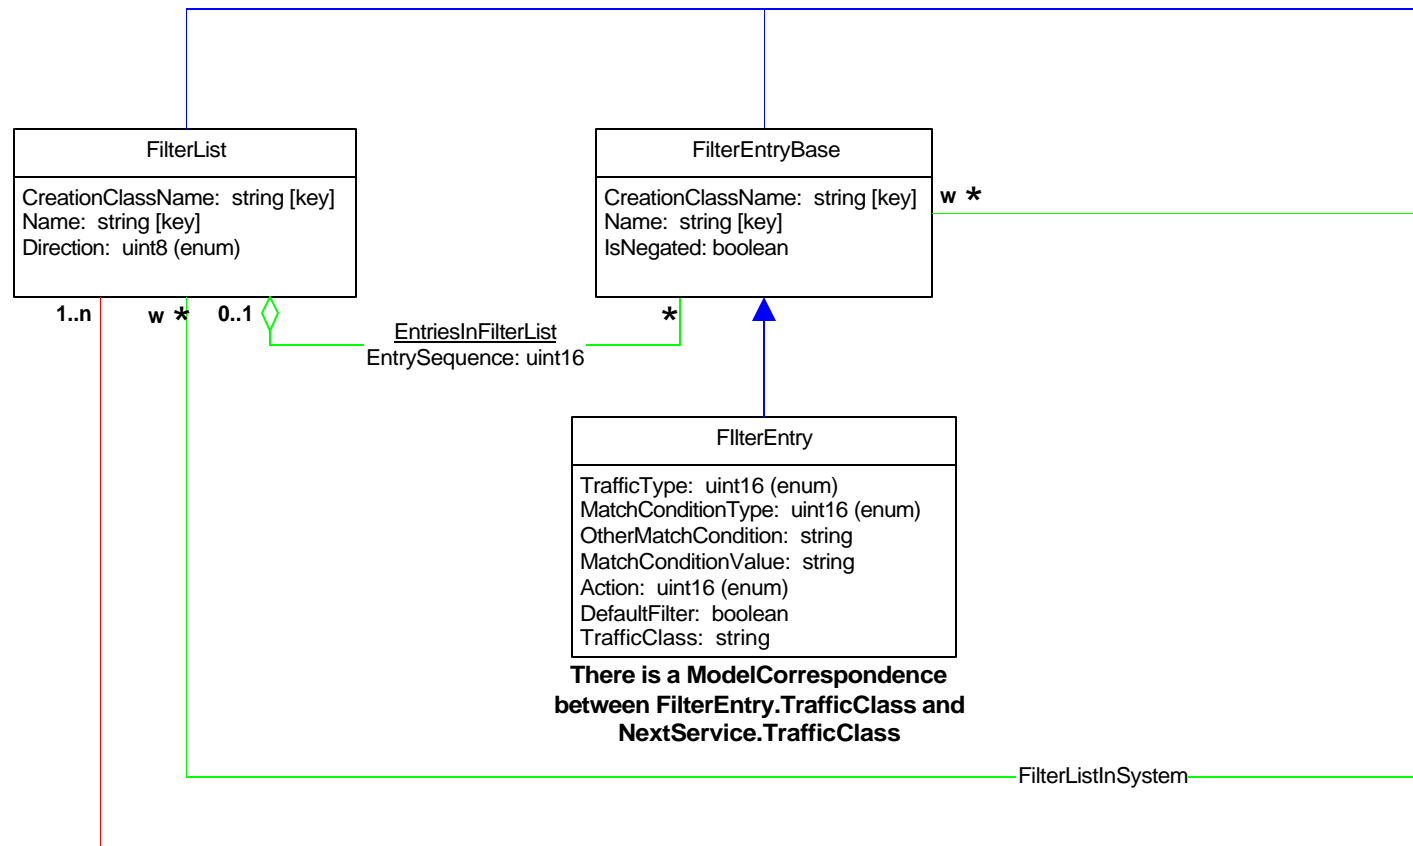 FilterList
CreationClassName: string [key]
Name: string [key]
Direction: uint8 (enum)
FilterEntryBase
CreationClassName: string [key]
Name: string [key]
IsNegated: boolean
w *
1..n
w *
0..1
*
EntriesInFilterList
EntrySequence: uint16
FIlterEntry
TrafficType: uint16 (enum)
MatchConditionType: uint16 (enum)
OtherMatchCondition: string
MatchConditionValue: string
Action: uint16 (enum)
DefaultFilter: boolean
TrafficClass: string
There is a ModelCorrespondence
between FilterEntry.TrafficClass and
NextService.TrafficClass
FilterListInSystem